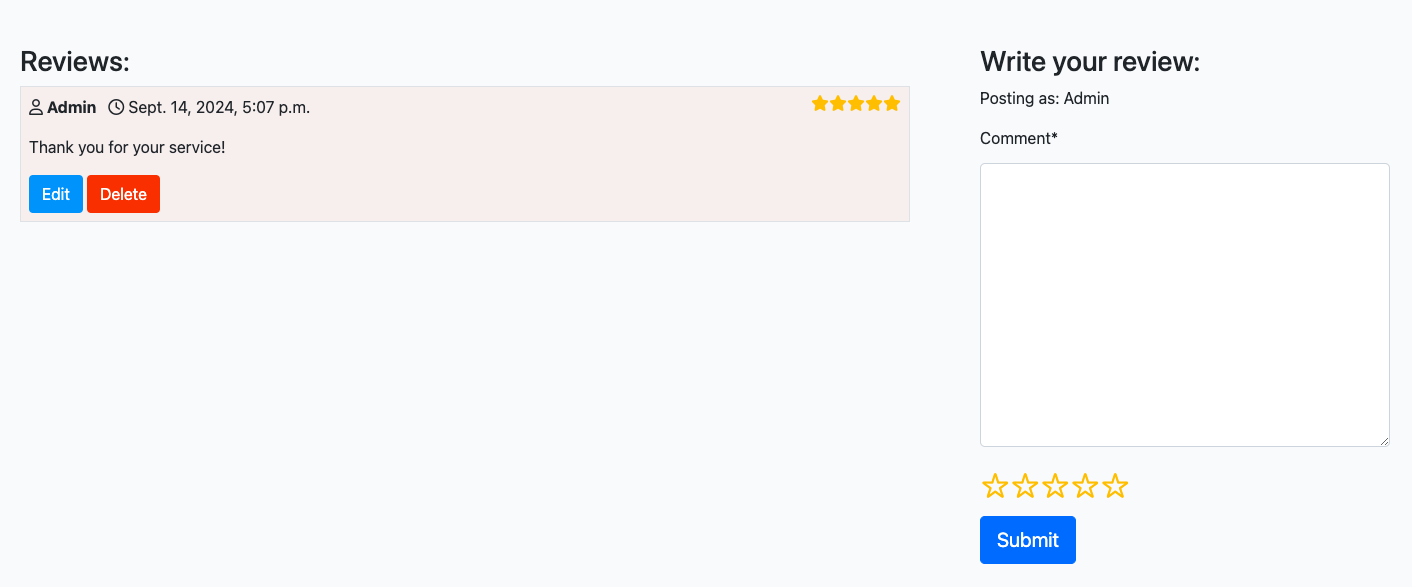 Reviews:
Admin Sept. 14, 2024, 5:07 p.m.
Thank you for your service!
Edit Delete
Write your review:
Posting as: Admin
Comment*
Submit